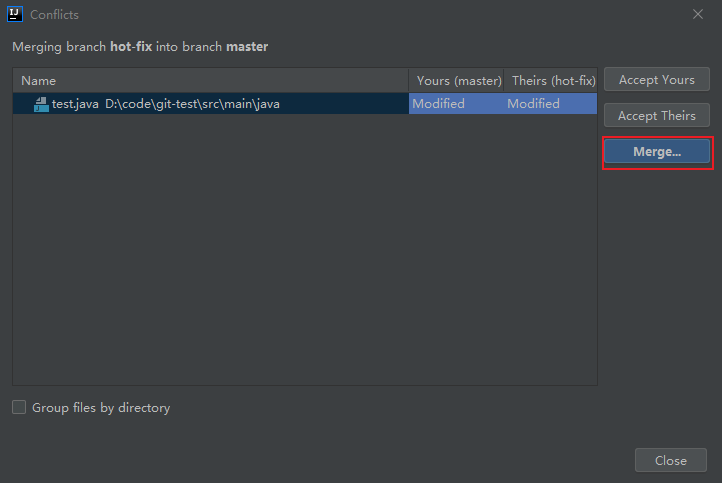 IJ Conflicts
Merging branch hot-fix into branch master
Name Yours (master) Theirs (hot-fix)
test.java D:\code\git-test\src\main\java Modified Modified
Accept Yours
Accept Theirs
Merge...
Group files by directory
Close